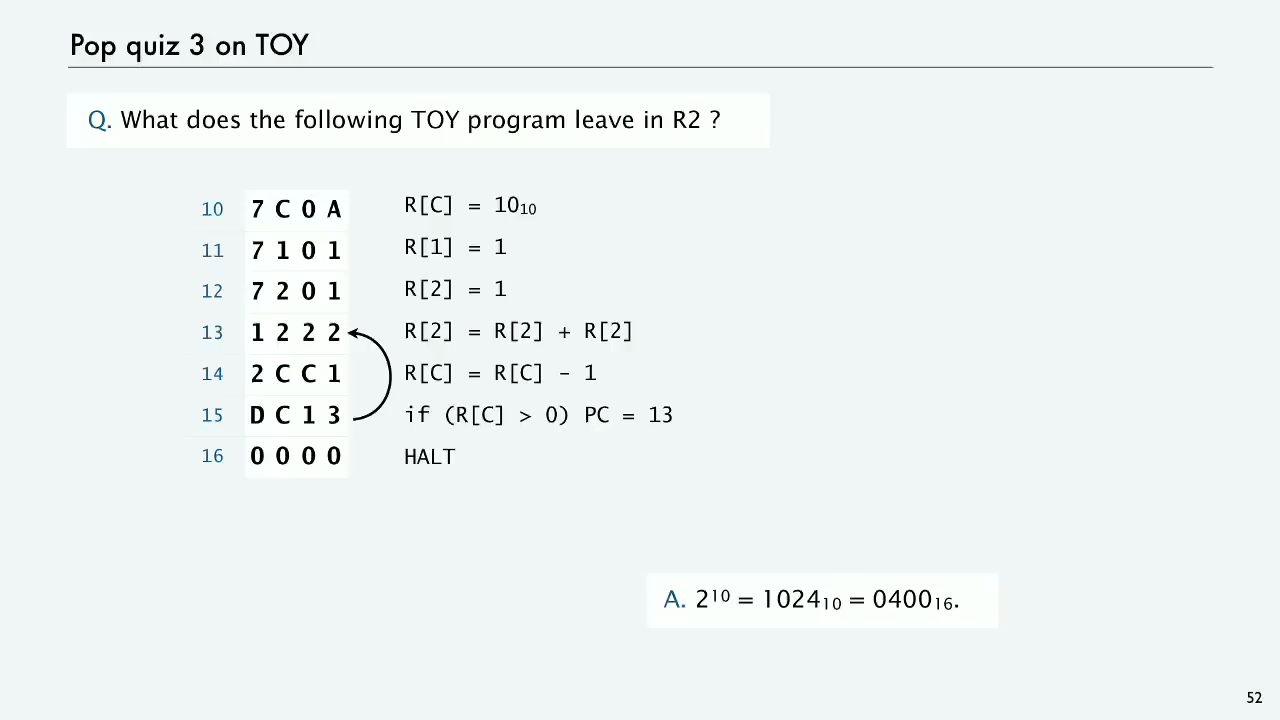 Pop quiz 3 on TOY
Q. What does the following TOY program leave in R2 ?
10 7 C 0 A R[C] = 10₁₀
11 7 1 0 1 R[1] = 1
12 7 2 0 1 R[2] = 1
13 1 2 2 2 R[2] = R[2] + R[2]
14 2 C C 1 R[C] = R[C] - 1
15 D C 1 3 if (R[C] > 0) PC = 13
16 0 0 0 0 HALT
A. 2¹⁰ = 1024₁₀ = 0400₁₆.
52